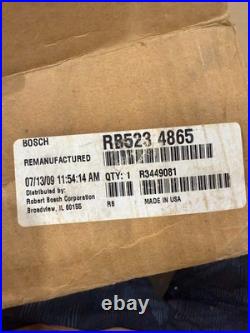 BOSCH
RB523 4865
REMANUFACTURED
07/13/09 11:54:14 AM
QTY: 1
R3449081
Distributed by:
Robert Bosch Corporation
Broadview, IL 60155
RB
MADE IN USA